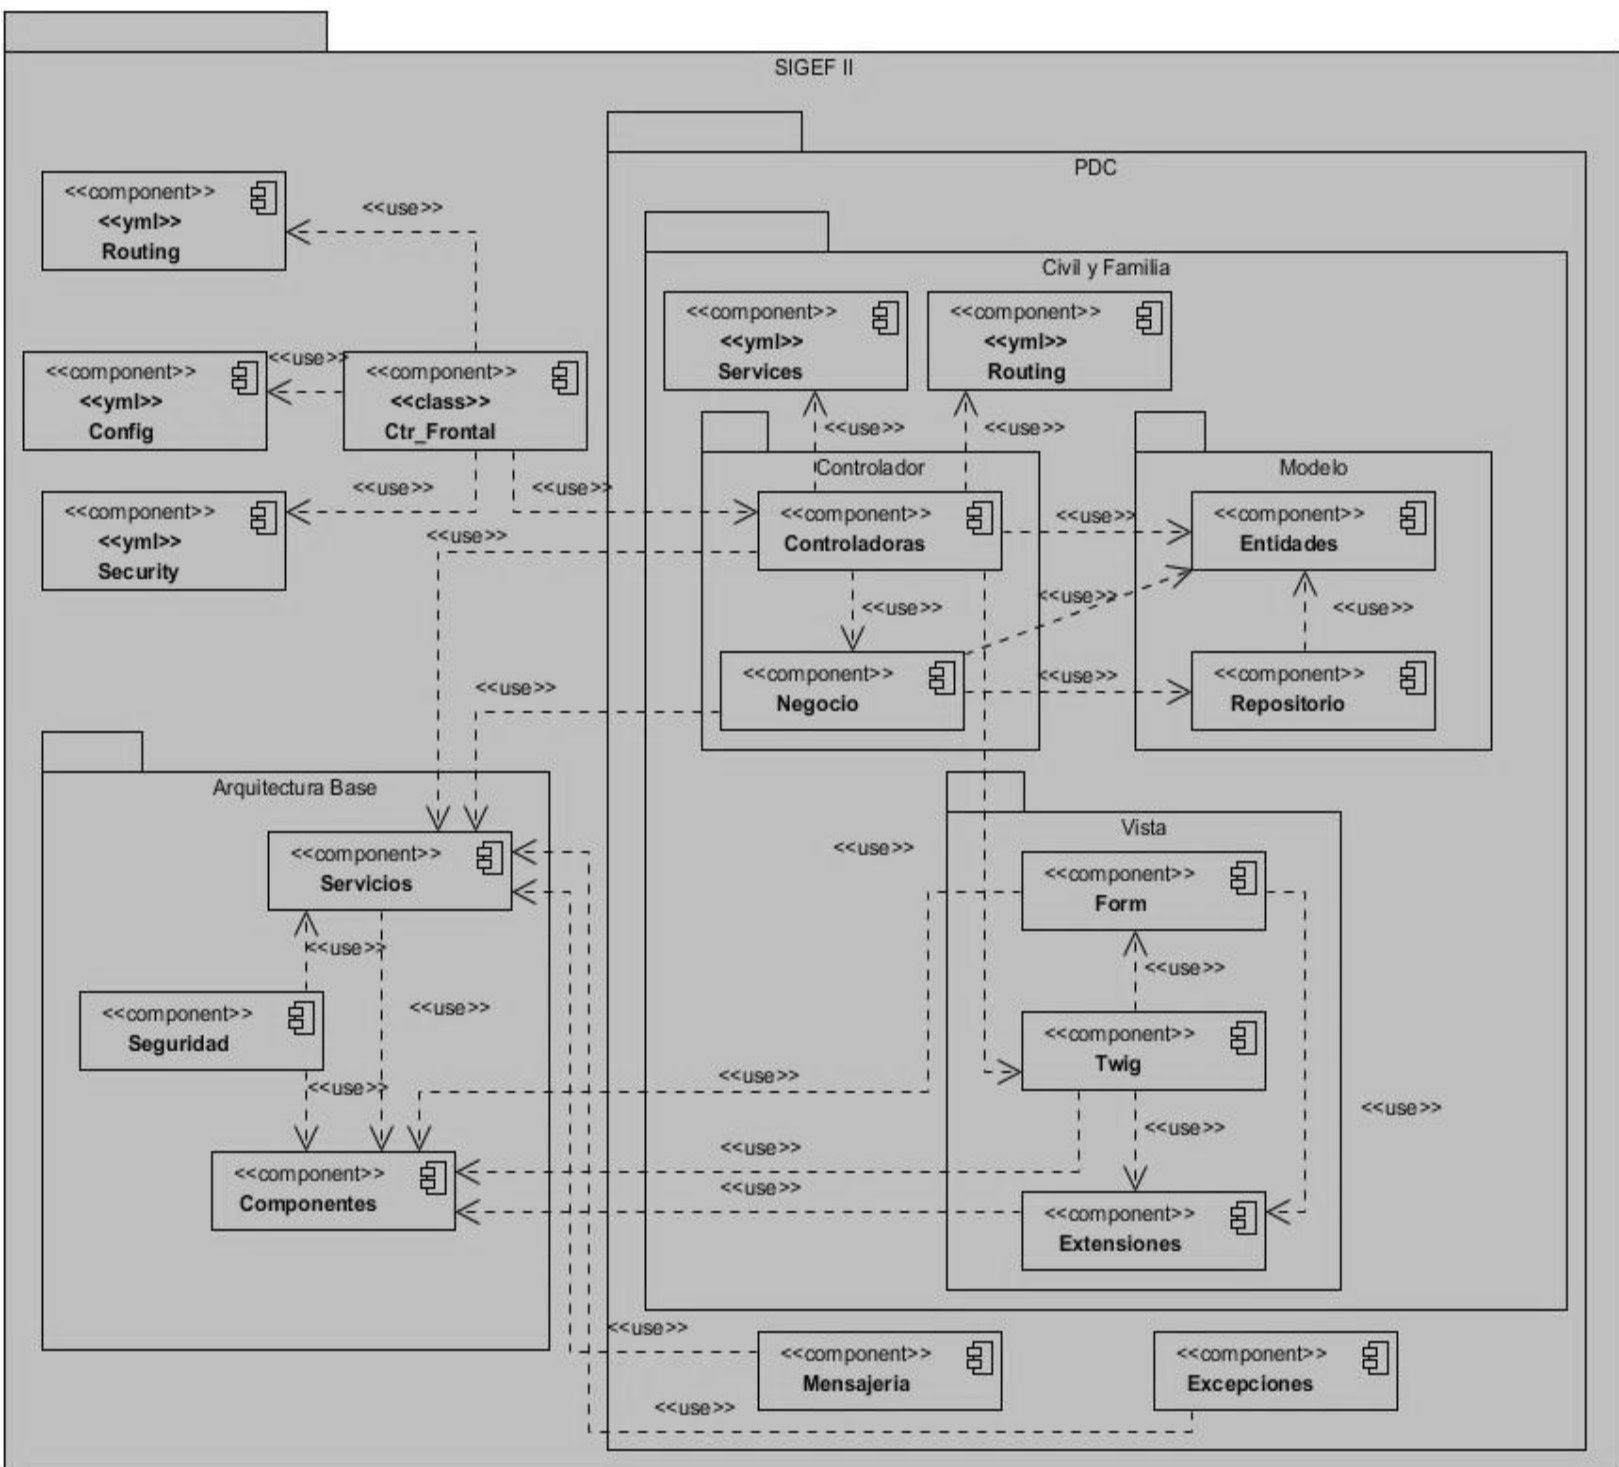 SIGEF II
PDC
<<component>>
<<yml>>
Routing
<<use>>
<<component>>
<<yml>>
Config
<<use>>
<<component>>
<<class>>
Ctr_Frontal
<<component>>
<<yml>>
Security
<<use>>
<<use>>
<<use>>
<<use>>
Civil y Familia
<<component>>
<<yml>>
Services
<<component>>
<<yml>>
Routing
<<use>>
<<use>>
Controlador
<<component>>
Controladoras
<<use>>
<<component>>
Negocio
Modelo
<<use>>
<<component>>
Entidades
<<use>>
<<use>>
<<use>>
<<component>>
Repositorio
Arquitectura Base
<<component>>
Servicios
<<use>>
<<use>>
<<component>>
Seguridad
<<use>>
<<component>>
Componentes
Vista
<<use>>
<<component>>
Form
<<use>>
<<component>>
Twig
<<use>>
<<use>>
<<use>>
<<use>>
<<use>>
<<component>>
Extensiones
<<use>>
<<component>>
Mensajeria
<<component>>
Excepciones
<<use>>